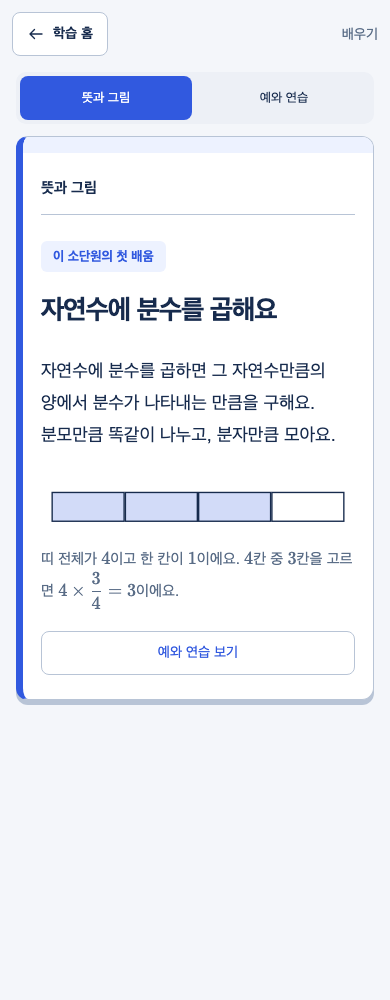 ← 학습 홈
배우기
뜻과 그림
예와 연습
뜻과 그림
이 소단원의 첫 배움
자연수에 분수를 곱해요
자연수에 분수를 곱하면 그 자연수만큼의
양에서 분수가 나타내는 만큼을 구해요.
분모만큼 똑같이 나누고, 분자만큼 모아요.
띠 전체가 4이고 한 칸이 1이에요. 4칸 중 3칸을 고르
면 4 × 3/4 = 3이에요.
예와 연습 보기